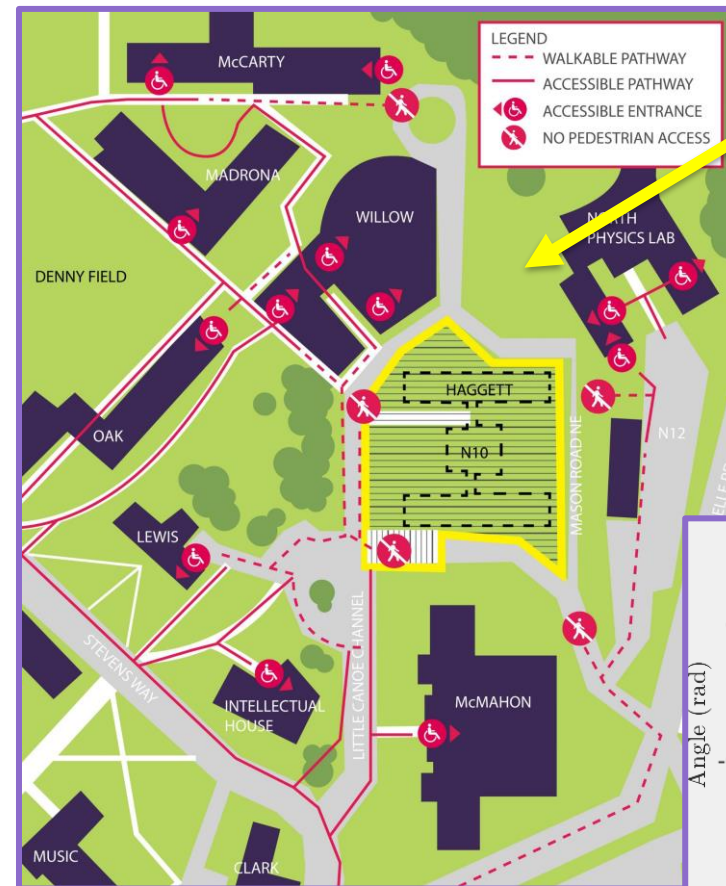 LEGEND
WALKABLE PATHWAY
ACCESSIBLE PATHWAY
ACCESSIBLE ENTRANCE
NO PEDESTRIAN ACCESS
McCARTY
MADRONA
WILLOW
NORTH
PHYSICS LAB
DENNY FIELD
HAGGETT
OAK
N10
N12
MASON ROAD NE
LEWIS
STEVENS WAY
LITTLE CANOE CHANNEL
INTELLECTUAL
HOUSE
McMAHON
Angle (rad)
MUSIC
CLARK